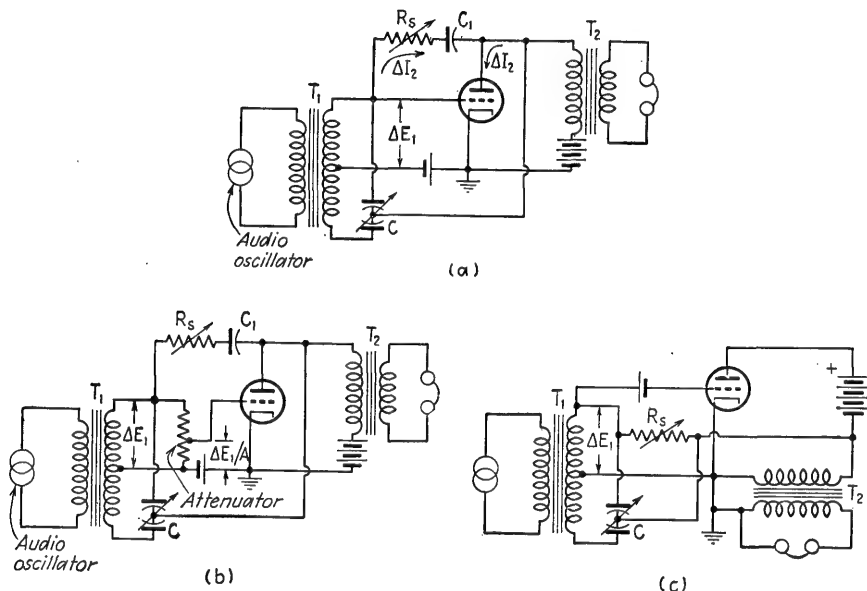 R_S
C_1
ΔI_2
ΔI_2
T_2
T_1
ΔE_1
C
Audio
oscillator
(a)
R_S
C_1
T_2
T_1
ΔE_1
ΔE_1/A
Attenuator
C
Audio
oscillator
(b)
+
T_1
R_S
ΔE_1
T_2
C
(c)